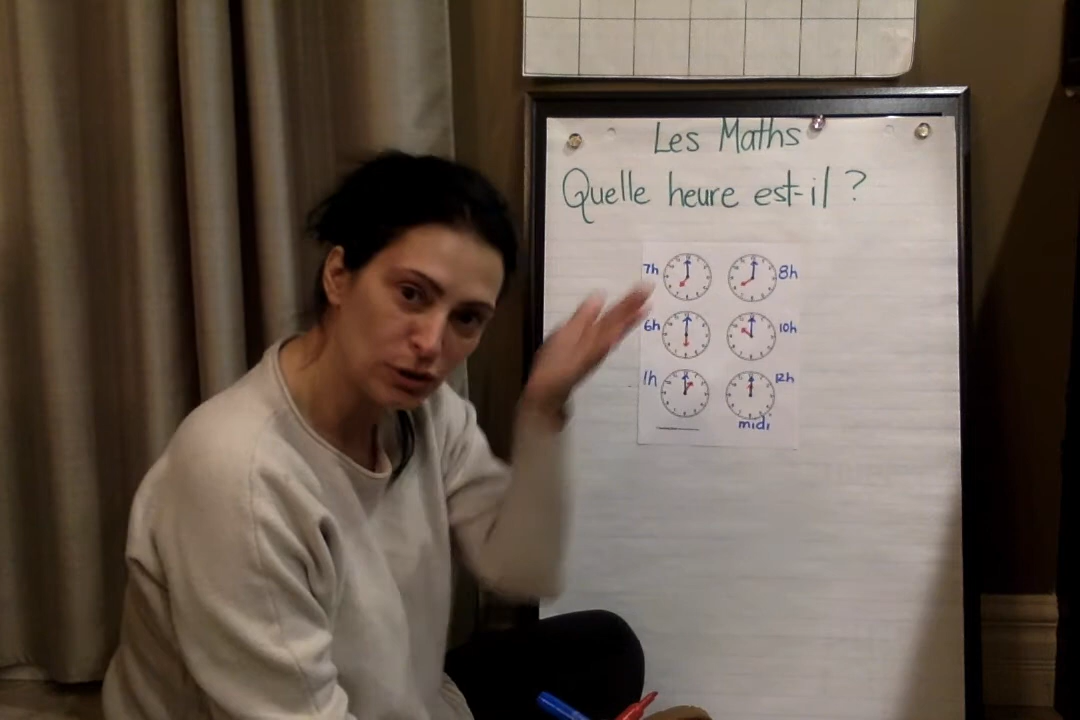 Les Maths
Quelle heure est-il ?
7h 8h
6h 10h
1h 12h
midi